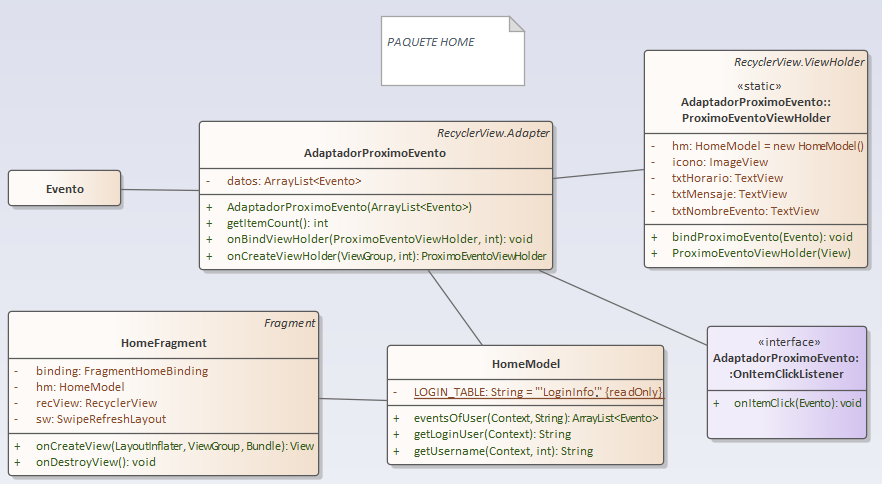 PAQUETE HOME
RecyclerView.ViewHolder
«static»
AdaptadorProximoEvento::
ProximoEventoViewHolder
- hm: HomeModel = new HomeModel()
- icono: ImageView
- txtHorario: TextView
- txtMensaje: TextView
- txtNombreEvento: TextView
+ bindProximoEvento(Evento): void
+ ProximoEventoViewHolder(View)
RecyclerView.Adapter
AdaptadorProximoEvento
- datos: ArrayList<Evento>
+ AdaptadorProximoEvento(ArrayList<Evento>)
+ getItemCount(): int
+ onBindViewHolder(ProximoEventoViewHolder, int): void
+ onCreateViewHolder(ViewGroup, int): ProximoEventoViewHolder
Evento
Fragment
HomeFragment
- binding: FragmentHomeBinding
- hm: HomeModel
- recView: RecyclerView
- sw: SwipeRefreshLayout
+ onCreateView(LayoutInflater, ViewGroup, Bundle): View
+ onDestroyView(): void
HomeModel
- LOGIN_TABLE: String = "'LoginInfo'" {readOnly}
+ eventsOfUser(Context, String): ArrayList<Evento>
+ getLoginUser(Context): String
+ getUsername(Context, int): String
«interface»
AdaptadorProximoEvento:
:OnItemClickListener
+ onItemClick(Evento): void